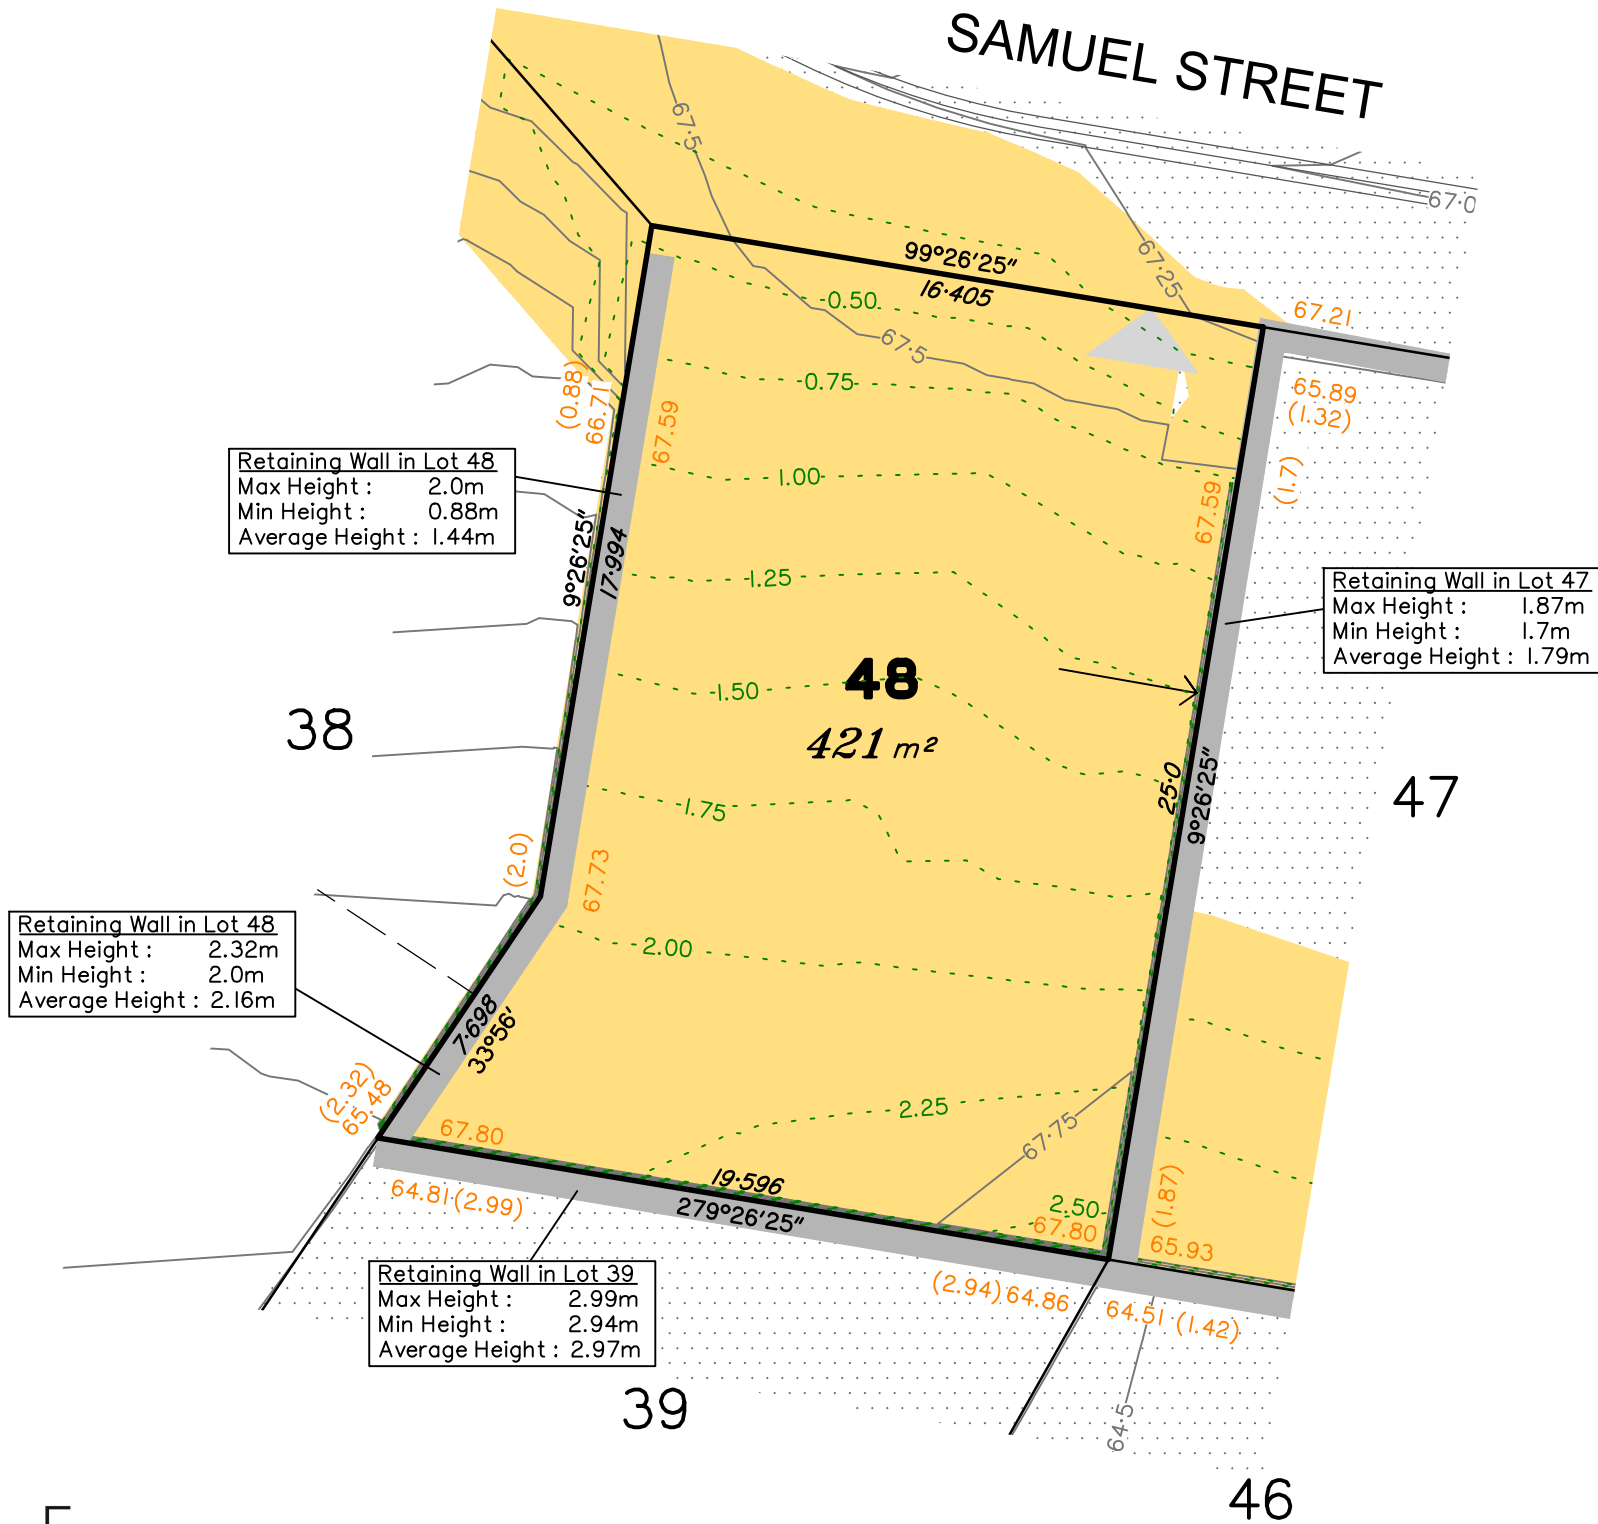 SAMUEL STREET
67·5
67·0
67·25
99°26'25"
16·405
67.21
-0.50
67·5
-0.75
65.89
(1.32)
(0.88)
66.71
67.59
1.00
(1.7)
67.59
Retaining Wall in Lot 48
Max Height : 2.0m
Min Height : 0.88m
Average Height : 1.44m
9°26'25"
17·994
-1.25
Retaining Wall in Lot 47
Max Height : 1.87m
Min Height : 1.7m
Average Height : 1.79m
48
421 m²
-1.50
38
47
25·0
9°26'25"
1.75
(2.0)
67.73
Retaining Wall in Lot 48
Max Height : 2.32m
Min Height : 2.0m
Average Height : 2.16m
2.00
7·698
33°56'
(2.32)
65.48
2.25
67·75
67.80
64.81 (2.99)
19·596
279°26'25"
2.50
67.80
(1.87)
65.93
Retaining Wall in Lot 39
Max Height : 2.99m
Min Height : 2.94m
Average Height : 2.97m
(2.94) 64.86
64.51 (1.42)
64·5
39
46